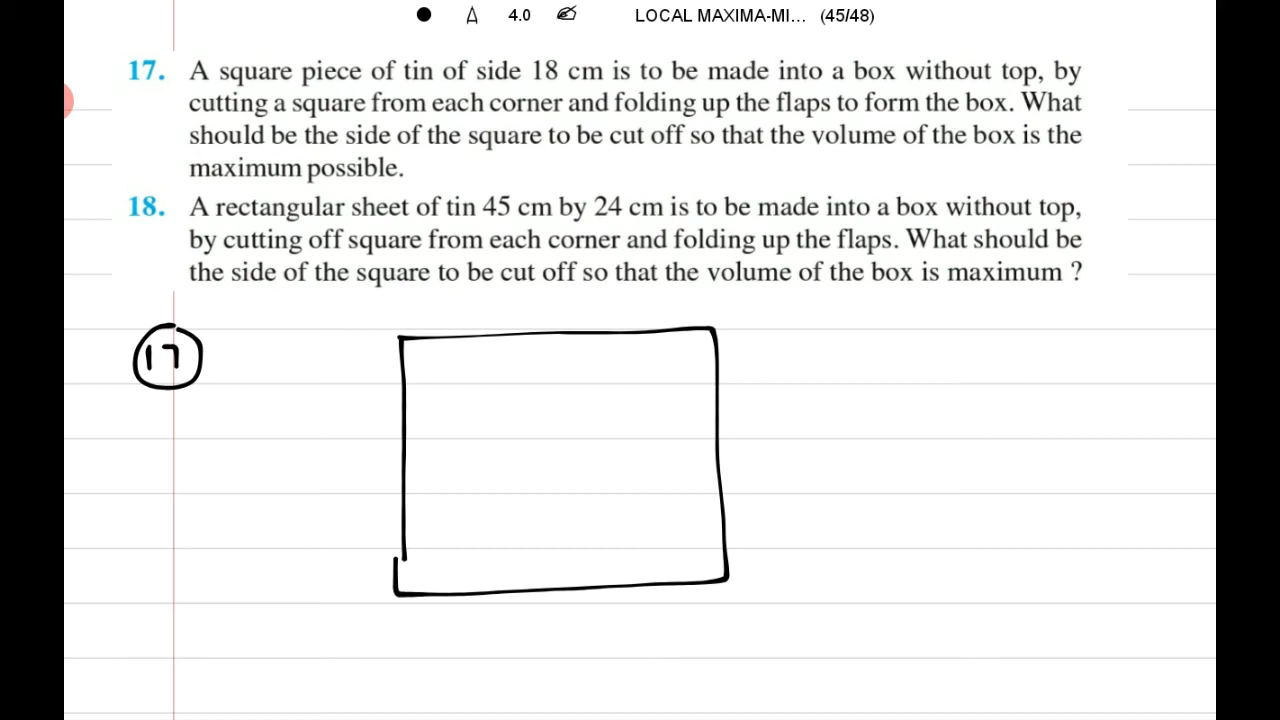 4.0 LOCAL MAXIMA-MI... (45/48)
17. A square piece of tin of side 18 cm is to be made into a box without top, by
cutting a square from each corner and folding up the flaps to form the box. What
should be the side of the square to be cut off so that the volume of the box is the
maximum possible.
18. A rectangular sheet of tin 45 cm by 24 cm is to be made into a box without top,
by cutting off square from each corner and folding up the flaps. What should be
the side of the square to be cut off so that the volume of the box is maximum ?
17